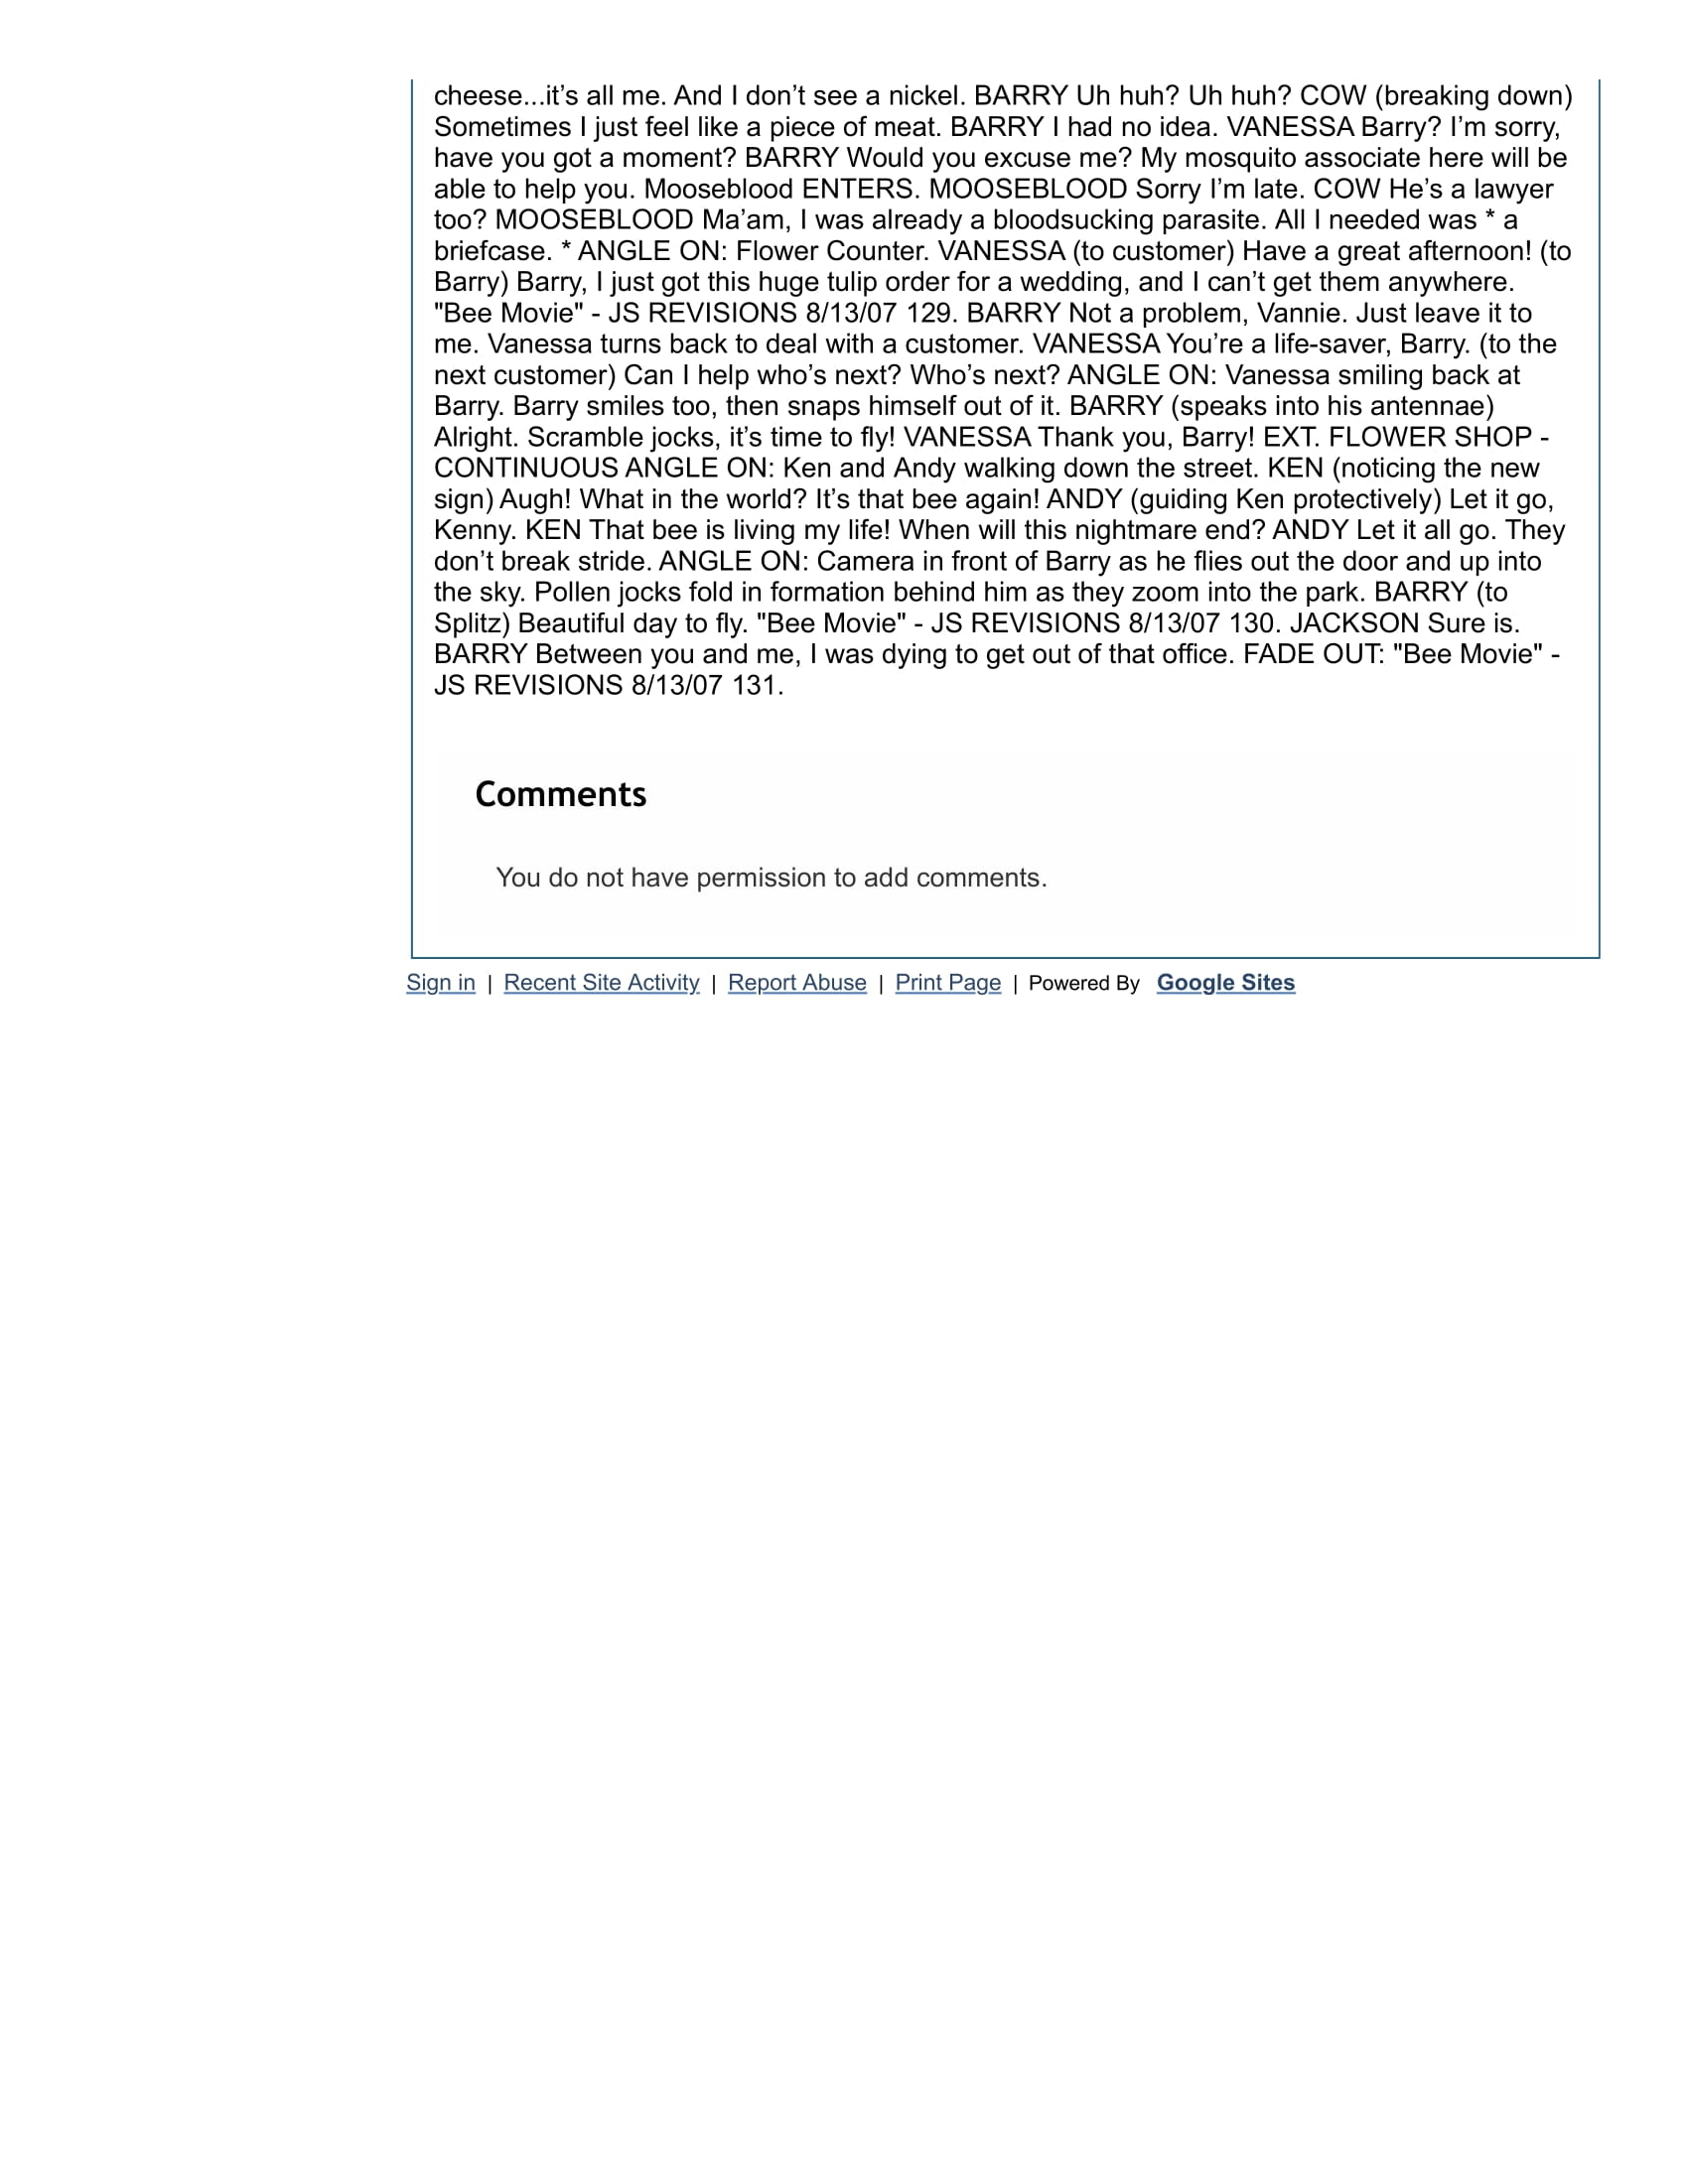 cheese...it’s all me. And I don’t see a nickel. BARRY Uh huh? Uh huh? COW (breaking down)
Sometimes I just feel like a piece of meat. BARRY I had no idea. VANESSA Barry? I’m sorry,
have you got a moment? BARRY Would you excuse me? My mosquito associate here will be
able to help you. Mooseblood ENTERS. MOOSEBLOOD Sorry I’m late. COW He’s a lawyer
too? MOOSEBLOOD Ma’am, I was already a bloodsucking parasite. All I needed was * a
briefcase. * ANGLE ON: Flower Counter. VANESSA (to customer) Have a great afternoon! (to
Barry) Barry, I just got this huge tulip order for a wedding, and I can’t get them anywhere.
"Bee Movie" - JS REVISIONS 8/13/07 129. BARRY Not a problem, Vannie. Just leave it to
me. Vanessa turns back to deal with a customer. VANESSA You’re a life-saver, Barry. (to the
next customer) Can I help who’s next? Who’s next? ANGLE ON: Vanessa smiling back at
Barry. Barry smiles too, then snaps himself out of it. BARRY (speaks into his antennae)
Alright. Scramble jocks, it’s time to fly! VANESSA Thank you, Barry! EXT. FLOWER SHOP -
CONTINUOUS ANGLE ON: Ken and Andy walking down the street. KEN (noticing the new
sign) Augh! What in the world? It’s that bee again! ANDY (guiding Ken protectively) Let it go,
Kenny. KEN That bee is living my life! When will this nightmare end? ANDY Let it all go. They
don’t break stride. ANGLE ON: Camera in front of Barry as he flies out the door and up into
the sky. Pollen jocks fold in formation behind him as they zoom into the park. BARRY (to
Splitz) Beautiful day to fly. "Bee Movie" - JS REVISIONS 8/13/07 130. JACKSON Sure is.
BARRY Between you and me, I was dying to get out of that office. FADE OUT: "Bee Movie" -
JS REVISIONS 8/13/07 131.
Comments
You do not have permission to add comments.
Sign in | Recent Site Activity | Report Abuse | Print Page | Powered By Google Sites